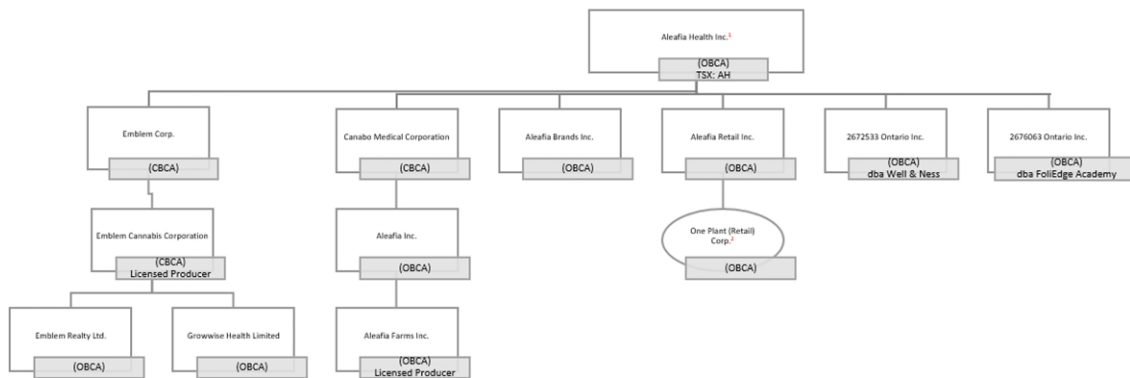 Aleafia Health Inc.1
(OBCA)
TSX: AH
Emblem Corp.
(CBCA)
Canabo Medical Corporation
(CBCA)
Aleafia Brands Inc.
(OBCA)
Aleafia Retail Inc.
(OBCA)
2672533 Ontario Inc.
(OBCA)
dba Well & Ness
2676063 Ontario Inc.
(OBCA)
dba FoliEdge Academy
Emblem Cannabis Corporation
(CBCA)
Licensed Producer
Aleafia Inc.
(OBCA)
One Plant (Retail)
Corp.2
(OBCA)
Emblem Realty Ltd.
(OBCA)
Growwise Health Limited
(OBCA)
Aleafia Farms Inc.
(OBCA)
Licensed Producer